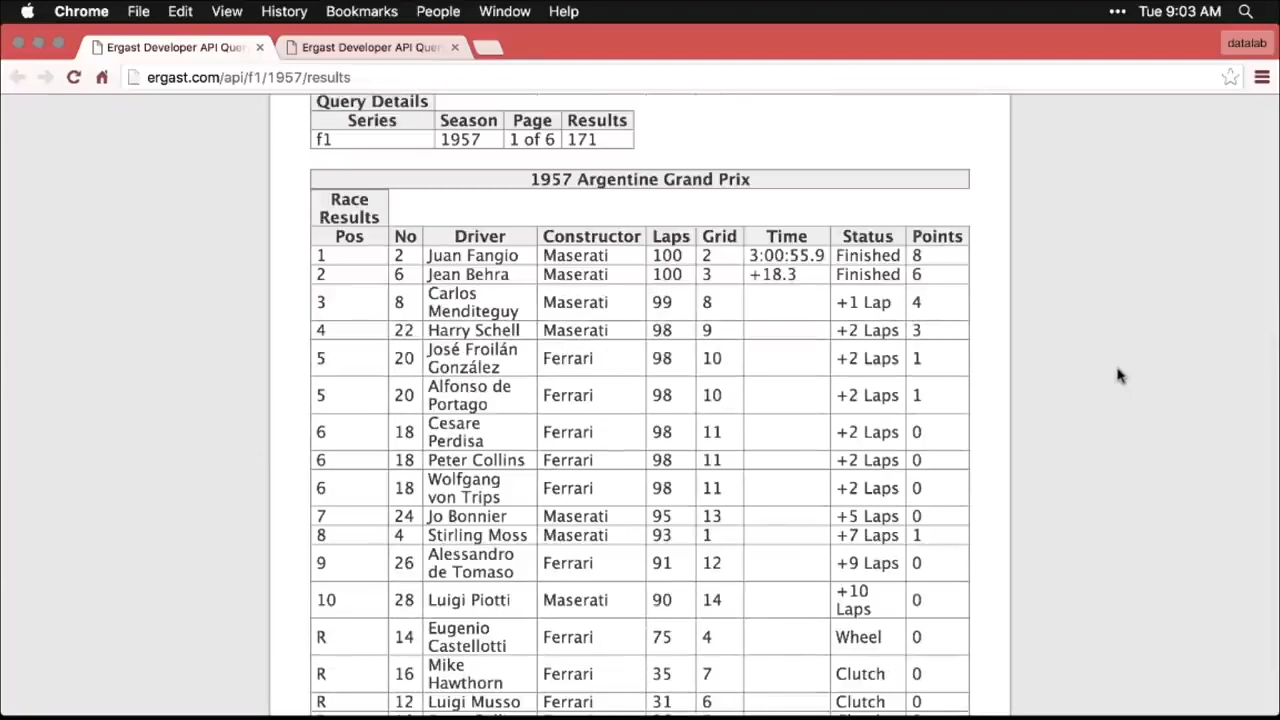 Chrome File Edit View History Bookmarks People Window Help ••• Tue 9:03 AM
Ergast Developer API Que Ergast Developer API Que datalab
ergast.com/api/f1/1957/results
Query Details
Series Season Page Results
f1 1957 1 of 6 171
1957 Argentine Grand Prix
Race
Results
Pos No Driver Constructor Laps Grid Time Status Points
1 2 Juan Fangio Maserati 100 2 3:00:55.9 Finished 8
2 6 Jean Behra Maserati 100 3 +18.3 Finished 6
3 8 Carlos Menditeguy Maserati 99 8 +1 Lap 4
4 22 Harry Schell Maserati 98 9 +2 Laps 3
5 20 José Froilán González Ferrari 98 10 +2 Laps 1
5 20 Alfonso de Portago Ferrari 98 10 +2 Laps 1
6 18 Cesare Perdisa Ferrari 98 11 +2 Laps 0
6 18 Peter Collins Ferrari 98 11 +2 Laps 0
6 18 Wolfgang von Trips Ferrari 98 11 +2 Laps 0
7 24 Jo Bonnier Maserati 95 13 +5 Laps 0
8 4 Stirling Moss Maserati 93 1 +7 Laps 1
9 26 Alessandro de Tomaso Ferrari 91 12 +9 Laps 0
10 28 Luigi Piotti Maserati 90 14 +10 Laps 0
R 14 Eugenio Castellotti Ferrari 75 4 Wheel 0
R 16 Mike Hawthorn Ferrari 35 7 Clutch 0
R 12 Luigi Musso Ferrari 31 6 Clutch 0